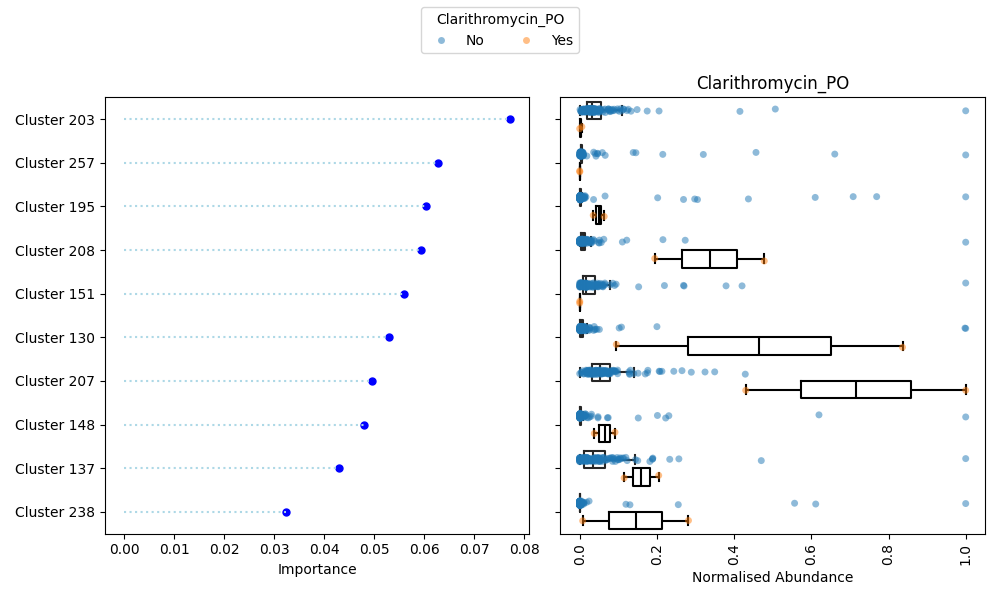 Clarithromycin_PO
No Yes
Clarithromycin_PO
Cluster 203
Cluster 257
Cluster 195
Cluster 208
Cluster 151
Cluster 130
Cluster 207
Cluster 148
Cluster 137
Cluster 238
0.00 0.01 0.02 0.03 0.04 0.05 0.06 0.07 0.08
Importance
0.0 0.2 0.4 0.6 0.8 1.0
Normalised Abundance